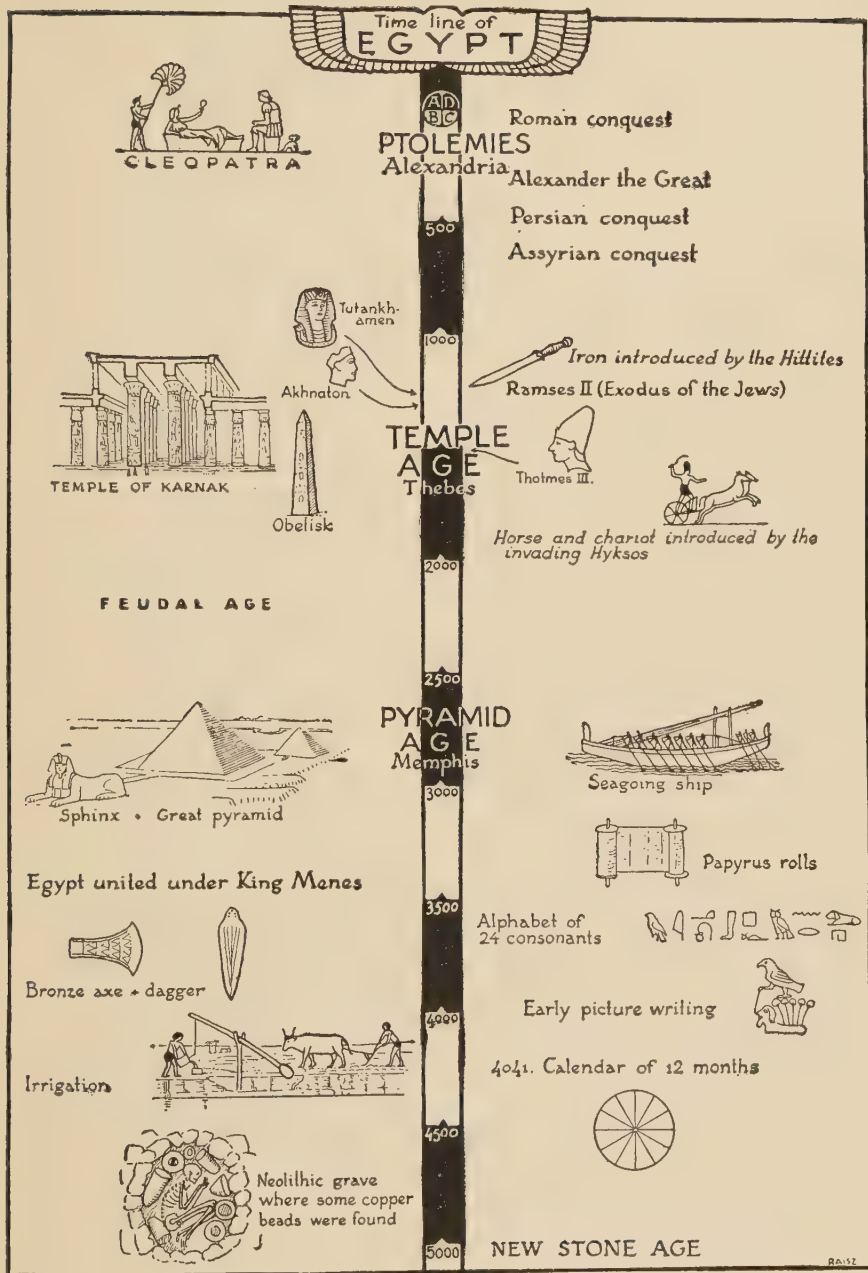 Time line of
EGYPT
AD
BC
Roman conquest
PTOLEMIES
CLEOPATRA
Alexandria
Alexander the Great
Persian conquest
500
Assyrian conquest
Tutankh-
amen
1000
Iron introduced by the Hittites
Akhnaton
Ramses II (Exodus of the Jews)
TEMPLE
AGE
Thebes
TEMPLE OF KARNAK
Thotmes III.
Obelisk
Horse and chariot introduced by the
invading Hyksos
2000
FEUDAL AGE
2500
PYRAMID
AGE
Memphis
3000
Seagoing ship
Sphinx + Great pyramid
Papyrus rolls
Egypt united under King Menes
3500
Alphabet of
24 consonants
Bronze axe + dagger
Early picture writing
4000
4041. Calendar of 12 months
Irrigation
4500
Neolithic grave
where some copper
beads were found
5000
NEW STONE AGE
RAISZ